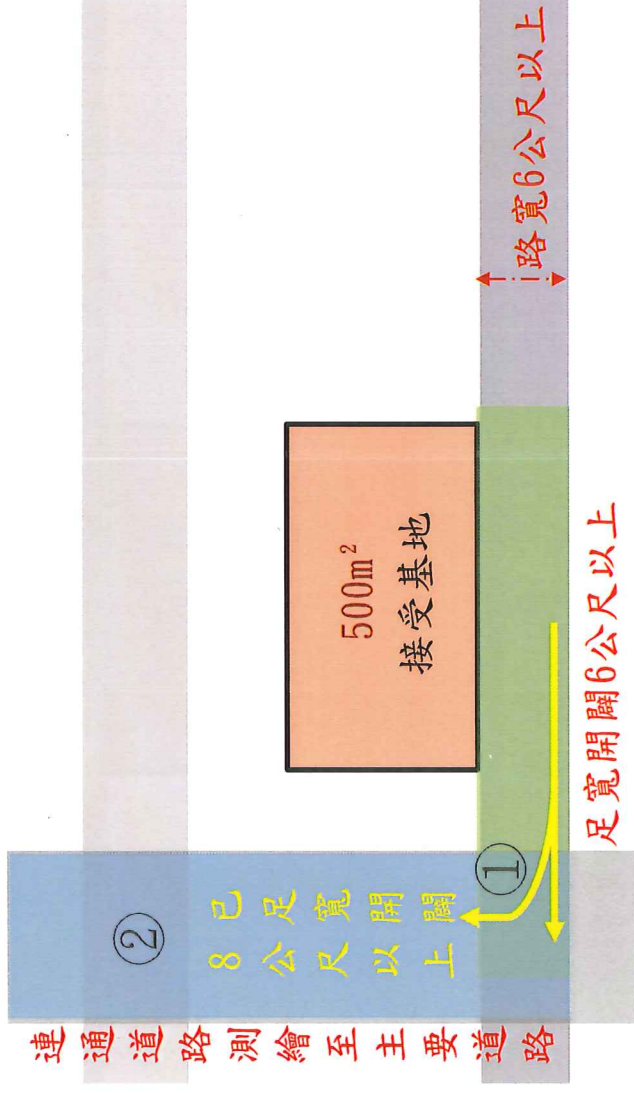 連通道路測繪至主要道路
②
已足寬開闢
8公尺以上
①
500m²
接受基地
路寬6公尺以上
足寬開闢6公尺以上